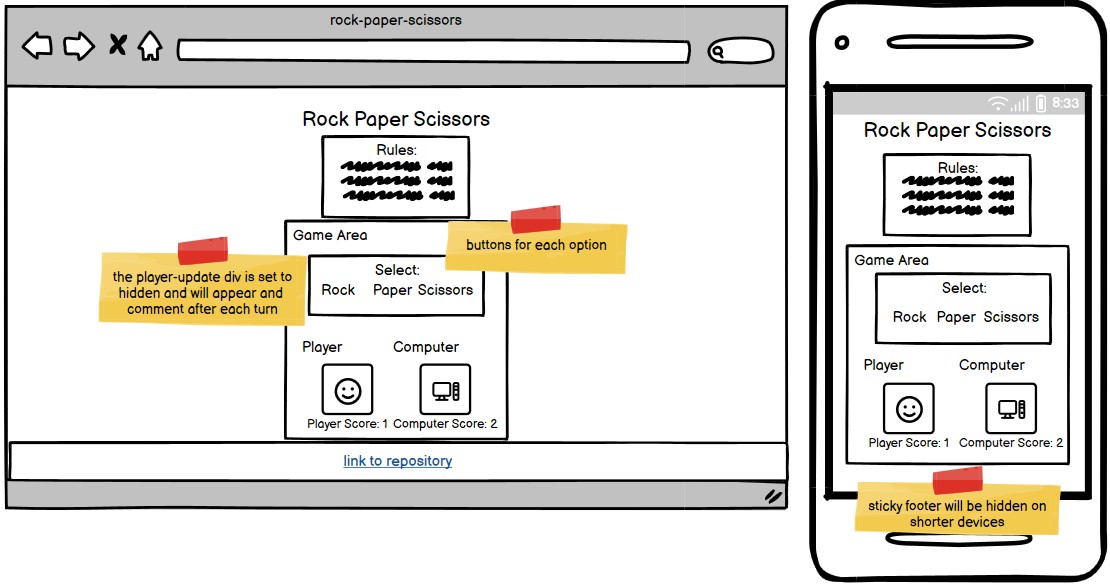 rock-paper-scissors
Rock Paper Scissors
Rules:
Game Area
buttons for each option
the player-update div is set to
hidden and will appear and
comment after each turn
Select:
Rock Paper Scissors
Player Computer
Player Score: 1 Computer Score: 2
link to repository
8:33
Rock Paper Scissors
Rules:
Game Area
Select:
Rock Paper Scissors
Player Computer
Player Score: 1 Computer Score: 2
sticky footer will be hidden on
shorter devices